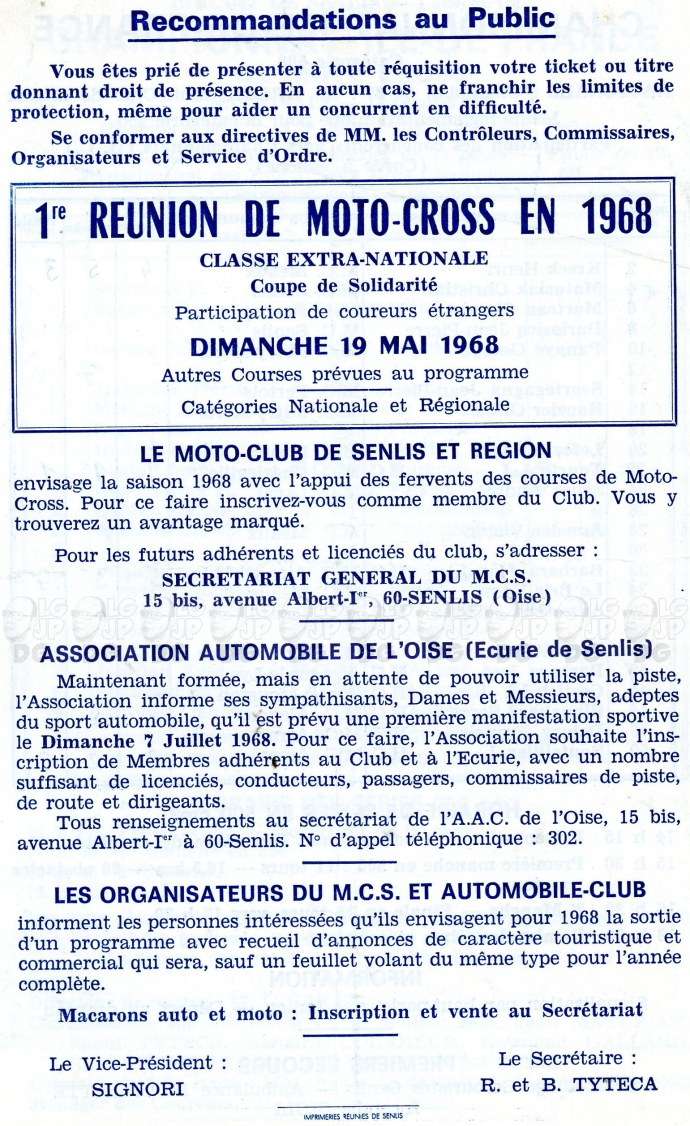 Recommandations au Public
Vous êtes prié de présenter à toute réquisition votre ticket ou titre
donnant droit de présence. En aucun cas, ne franchir les limites de
protection, même pour aider un concurrent en difficulté.
Se conformer aux directives de MM. les Contrôleurs, Commissaires,
Organisateurs et Service d'Ordre.
1re REUNION DE MOTO-CROSS EN 1968
CLASSE EXTRA-NATIONALE
Coupe de Solidarité
Participation de coureurs étrangers
DIMANCHE 19 MAI 1968
Autres Courses prévues au programme
Catégories Nationale et Régionale
LE MOTO-CLUB DE SENLIS ET REGION
envisage la saison 1968 avec l'appui des fervents des courses de Moto-
Cross. Pour ce faire inscrivez-vous comme membre du Club. Vous y
trouverez un avantage marqué.
Pour les futurs adhérents et licenciés du club, s'adresser :
SECRETARIAT GENERAL DU M.C.S.
15 bis, avenue Albert-Ier, 60-SENLIS (Oise)
ASSOCIATION AUTOMOBILE DE L'OISE (Ecurie de Senlis)
Maintenant formée, mais en attente de pouvoir utiliser la piste,
l'Association informe ses sympathisants, Dames et Messieurs, adeptes
du sport automobile, qu'il est prévu une première manifestation sportive
le Dimanche 7 Juillet 1968. Pour ce faire, l'Association souhaite l'ins-
cription de Membres adhérents au Club et à l'Ecurie, avec un nombre
suffisant de licenciés, conducteurs, passagers, commissaires de piste,
de route et dirigeants.
Tous renseignements au secrétariat de l'A.A.C. de l'Oise, 15 bis,
avenue Albert-Ier à 60-Senlis. N° d'appel téléphonique : 302.
LES ORGANISATEURS DU M.C.S. ET AUTOMOBILE-CLUB
informent les personnes intéressées qu'ils envisagent pour 1968 la sortie
d'un programme avec recueil d'annonces de caractère touristique et
commercial qui sera, sauf un feuillet volant du même type pour l'année
complète.
Macarons auto et moto : Inscription et vente au Secrétariat
Le Vice-Président :
SIGNORI
Le Secrétaire :
R. et B. TYTECA
IMPRIMERIES REUNIES DE SENLIS